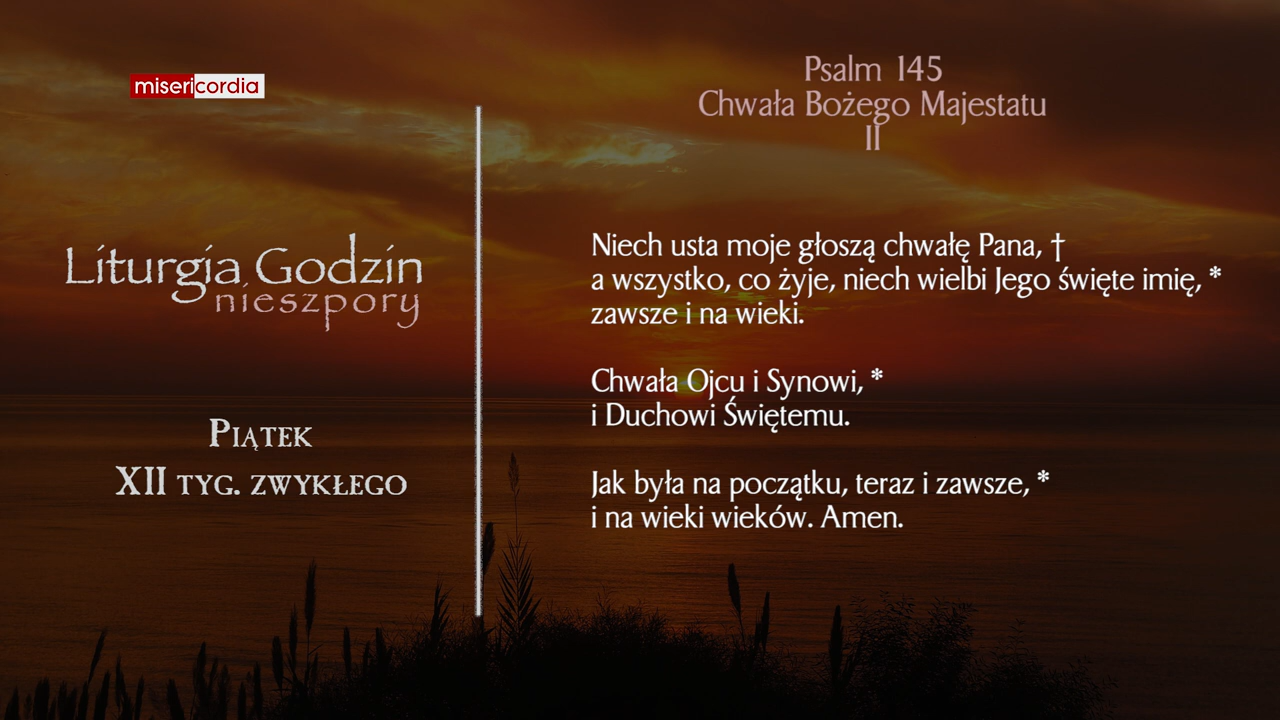 misericordia
Liturgia Godzin
nieszpory
Piątek
XII tyg. zwykłego
Psalm 145
Chwała Bożego Majestatu
II
Niech usta moje głoszą chwałę Pana, †
a wszystko, co żyje, niech wielbi Jego święte imię, *
zawsze i na wieki.
Chwała Ojcu i Synowi, *
i Duchowi Świętemu.
Jak była na początku, teraz i zawsze, *
i na wieki wieków. Amen.